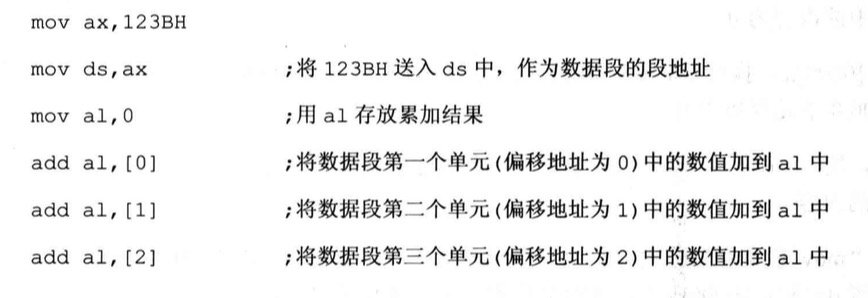 mov ax,123BH
mov ds,ax ;将 123BH 送入 ds 中，作为数据段的段地址
mov al,0 ;用 al 存放累加结果
add al,[0] ;将数据段第一个单元(偏移地址为 0)中的数值加到 al 中
add al,[1] ;将数据段第二个单元(偏移地址为 1)中的数值加到 al 中
add al,[2] ;将数据段第三个单元(偏移地址为 2)中的数值加到 al 中